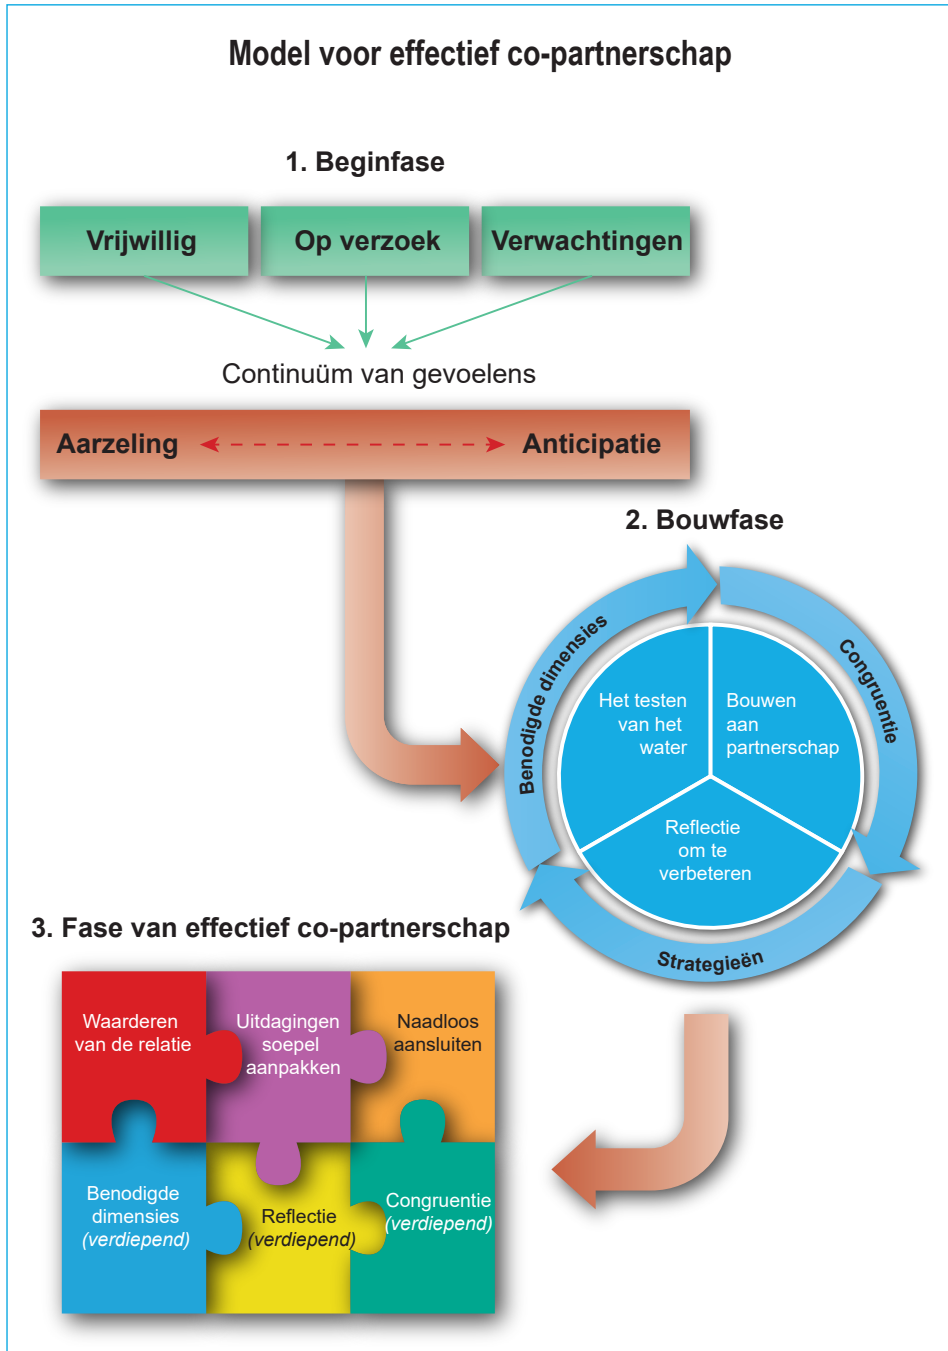 Model voor effectief co-partnerschap
1. Beginfase
Vrijwillig
Op verzoek
Verwachtingen
Continuüm van gevoelens
Aarzeling
Anticipatie
2. Bouwfase
Benodigde dimensies
Congruentie
Strategieën
Het testen
van het
water
Bouwen
aan
partnerschap
Reflectie
om te
verbeteren
3. Fase van effectief co-partnerschap
Waarderen
van de relatie
Uitdagingen
soepel
aanpakken
Naadloos
aansluiten
Benodigde
dimensies
(verdiepend)
Reflectie
(verdiepend)
Congruentie
(verdiepend)